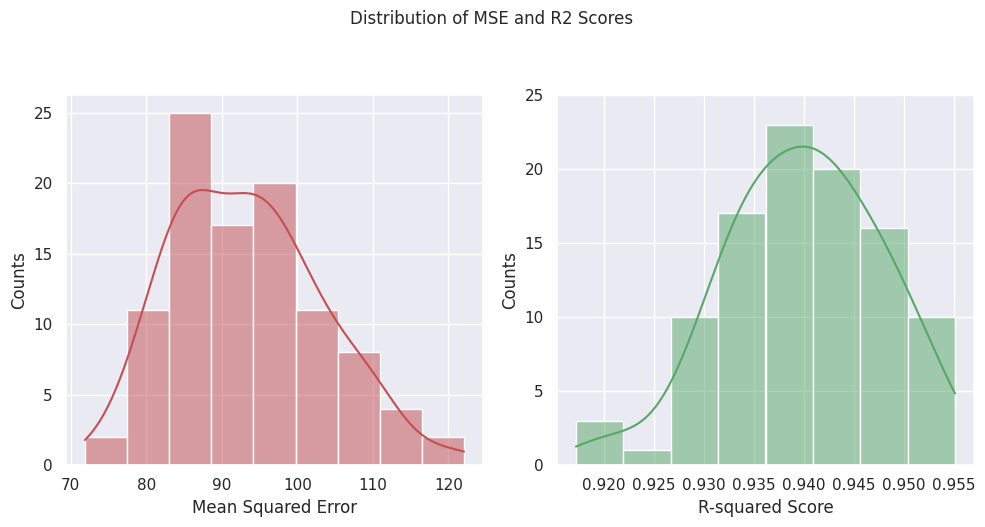 Distribution of MSE and R2 Scores
25
20
15
10
5
0
Counts
70 80 90 100 110 120
Mean Squared Error
25
20
15
10
5
0
Counts
0.920 0.925 0.930 0.935 0.940 0.945 0.950 0.955
R-squared Score